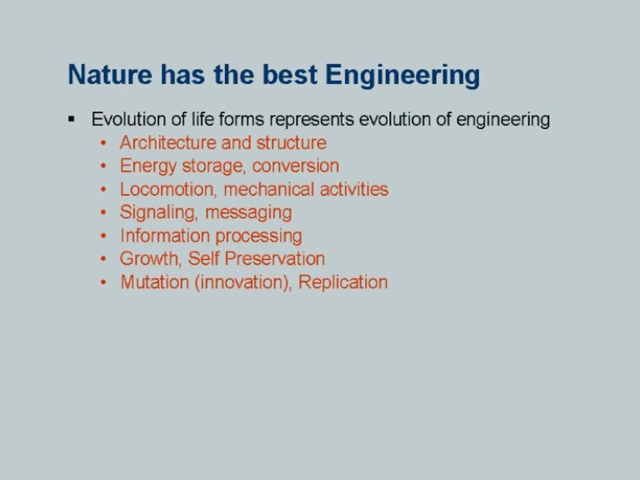 Nature has the best Engineering
▪ Evolution of life forms represents evolution of engineering
• Architecture and structure
• Energy storage, conversion
• Locomotion, mechanical activities
• Signaling, messaging
• Information processing
• Growth, Self Preservation
• Mutation (innovation), Replication